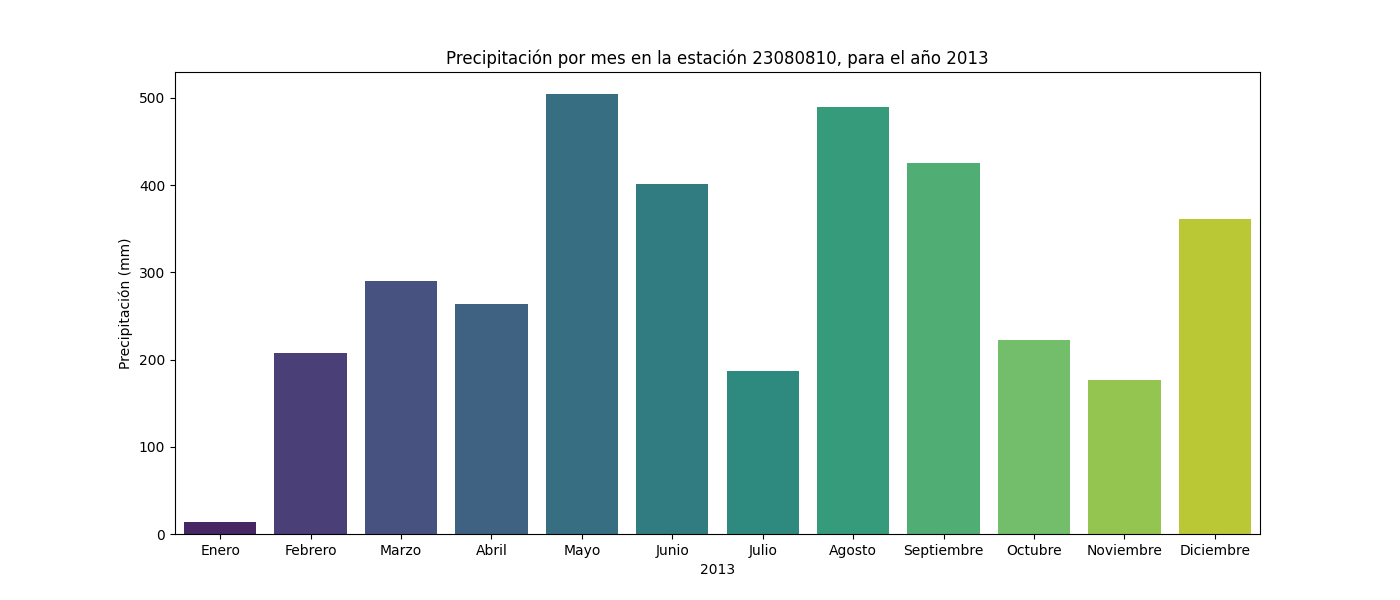 Precipitación por mes en la estación 23080810, para el año 2013
Precipitación (mm)
500
400
300
200
100
0
Enero Febrero Marzo Abril Mayo Junio Julio Agosto Septiembre Octubre Noviembre Diciembre
2013